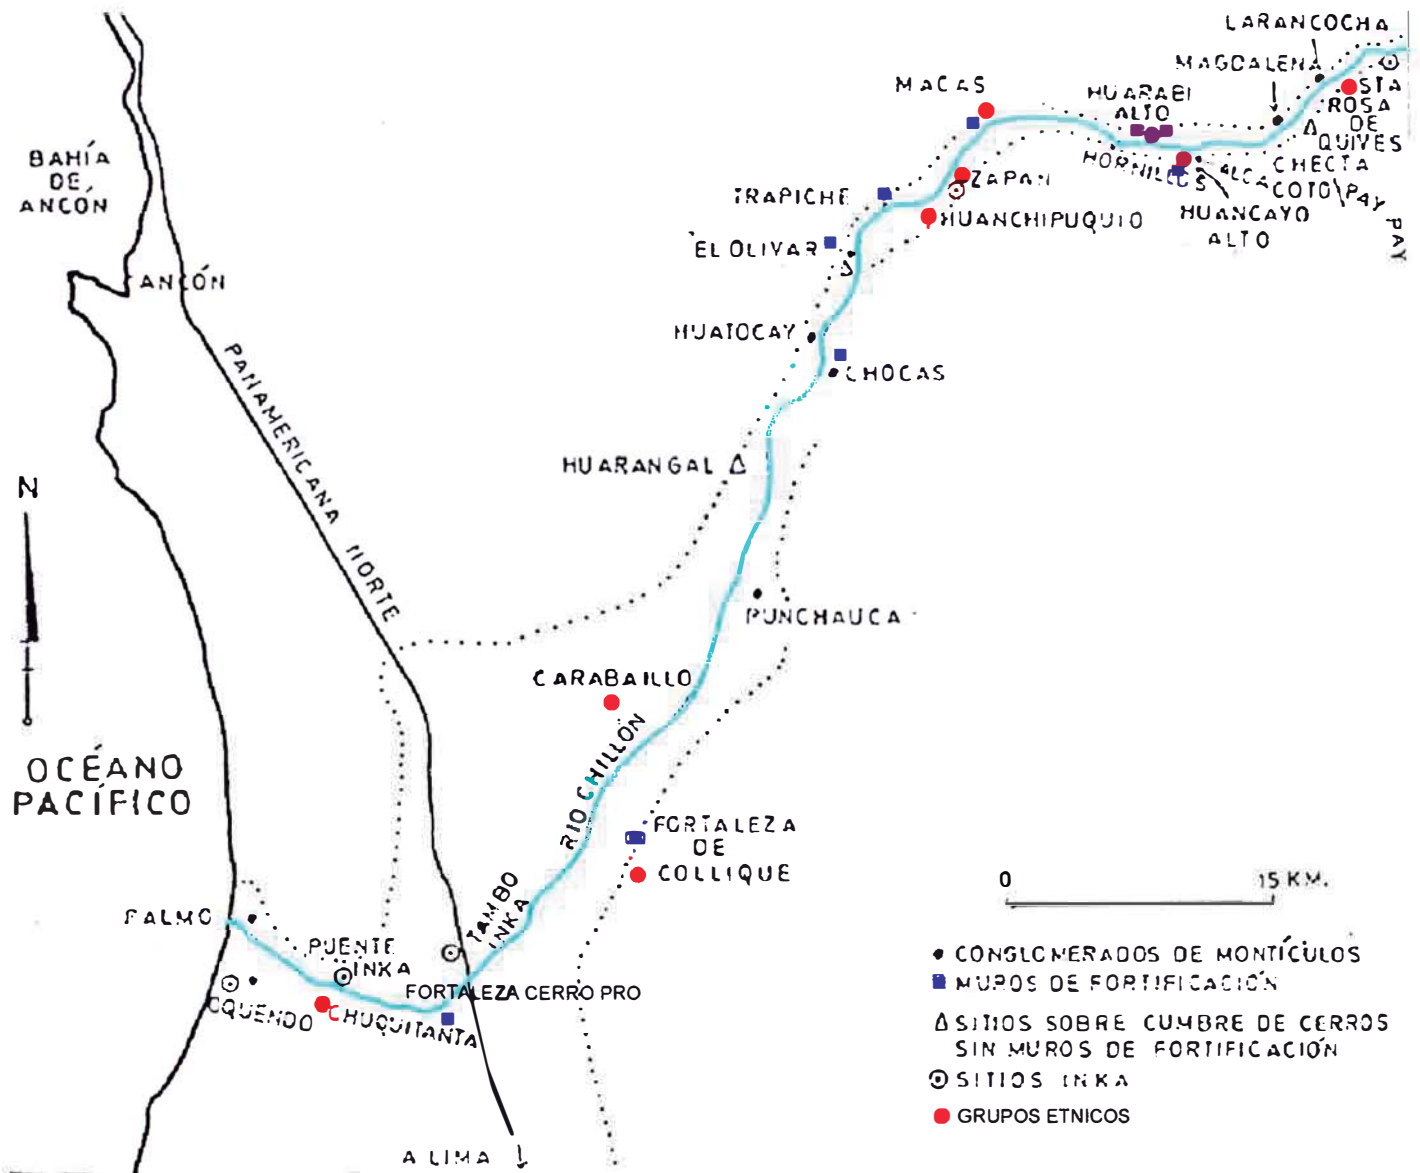 LARANCOCHA
MAGDALENA
MACAS
HUARABI
ALTO
STA
ROSA
DE
QUIVES
BAHÍA
DE
ANCÓN
CHECTA
HORNILLOS
ALCACOTO
PAY PAY
ZAPAN
TRAPICHE
HUANCAYO
ALTO
HUANCHIPUQUIO
EL OLIVAR
ANCÓN
HUATOCAY
CHOCAS
PANAMERICANA NORTE
HUARANGAL
N
PUNCHAUCA
CARABAILLO
RIO CHILLÓN
OCÉANO
PACÍFICO
FORTALEZA
DE
COLLIQUE
0
15 KM.
TAMBO
INKA
PALMO
PUENTE
INKA
FORTALEZA CERRO PRO
OQUENDO
CHUQUITANTA
CONGLOMERADOS DE MONTÍCULOS
MUROS DE FORTIFICACIÓN
SITIOS SOBRE CUMBRE DE CERROS
SIN MUROS DE FORTIFICACIÓN
SITIOS INKA
GRUPOS ETNICOS
A LIMA